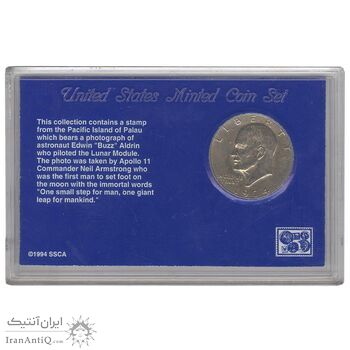 United States Minted Coin Set
This collection contains a stamp
from the Pacific Island of Palau
which bears a photograph of
astronaut Edwin "Buzz" Aldrin
who piloted the Lunar Module.
The photo was taken by Apollo 11
Commander Neil Armstrong who
was the first man to set foot on
the moon with the immortal words
"One small step for man, one giant
leap for mankind."
LIBERTY
©1994 SSCA
ایران آنتیک
IranAntiQ.com